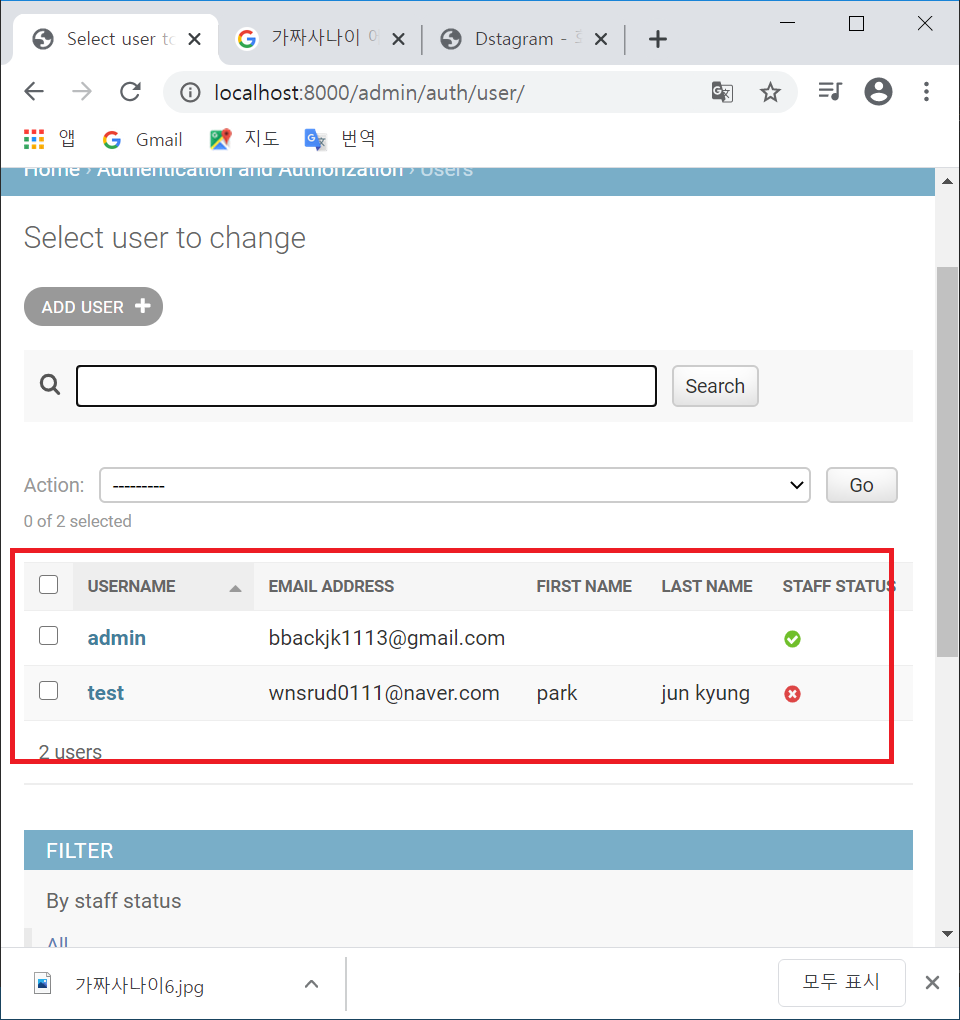 Select user to
가짜사나이
Dstagram -
localhost:8000/admin/auth/user/
앱 Gmail 지도 번역
Home › Authentication and Authorization › Users
Select user to change
ADD USER
Search
Action: --------- Go
0 of 2 selected
USERNAME EMAIL ADDRESS FIRST NAME LAST NAME STAFF STATUS
admin bbackjk1113@gmail.com
test wnsrud0111@naver.com park jun kyung
2 users
FILTER
By staff status
All
가짜사나이6.jpg 모두 표시